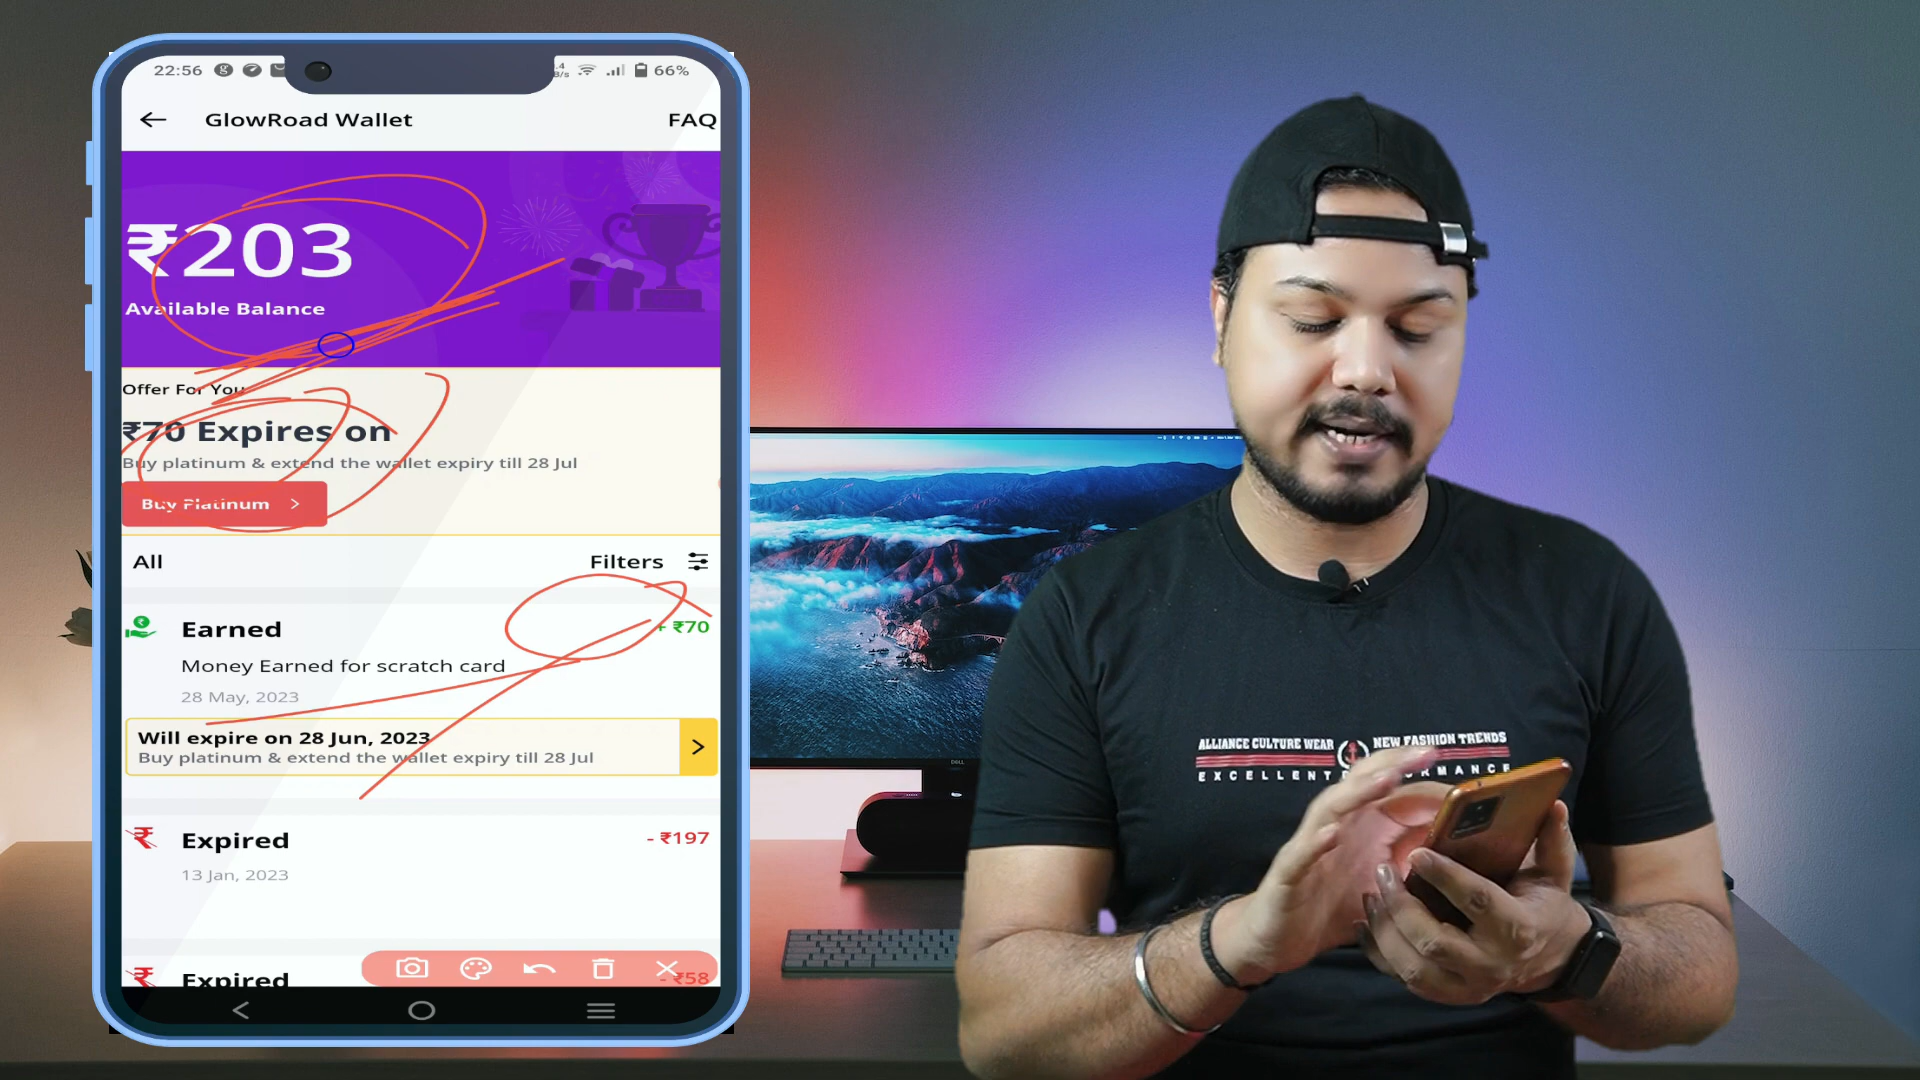 22:56
66%
GlowRoad Wallet
FAQ
₹203
Available Balance
Offer For You
₹70 Expires on
Buy platinum & extend the wallet expiry till 28 Jul
Buy Platinum >
All
Filters
Earned
+ ₹70
Money Earned for scratch card
28 May, 2023
Will expire on 28 Jun, 2023
Buy platinum & extend the wallet expiry till 28 Jul
Expired
- ₹197
13 Jan, 2023
Expired
- ₹58
DELL
ALLIANCE CULTURE WEAR
NEW FASHION TRENDS
EXCELLENT